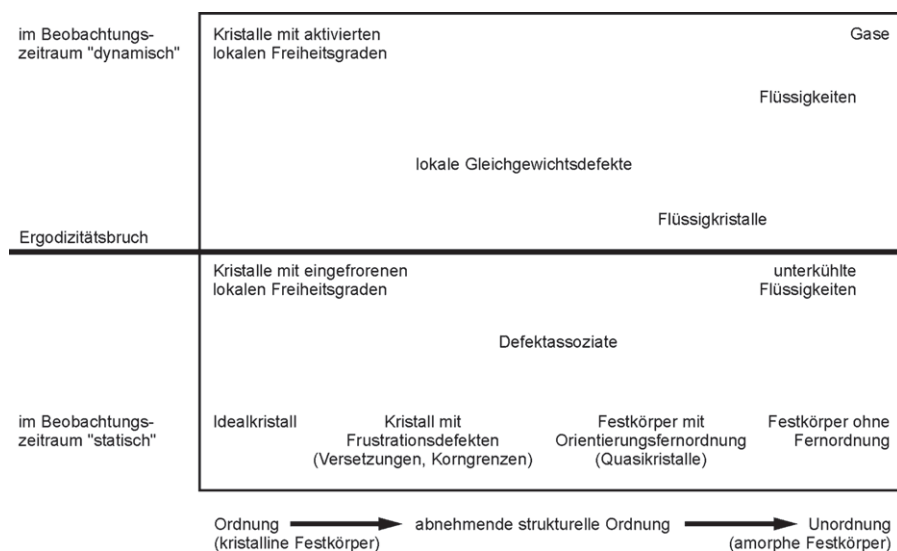 im Beobachtungs-
zeitraum "dynamisch"
Kristalle mit aktivierten
lokalen Freiheitsgraden
Gase
Flüssigkeiten
lokale Gleichgewichtsdefekte
Flüssigkristalle
Ergodizitätsbruch
Kristalle mit eingefrorenen
lokalen Freiheitsgraden
unterkühlte
Flüssigkeiten
Defektassoziate
im Beobachtungs-
zeitraum "statisch"
Idealkristall
Kristall mit
Frustrationsdefekten
(Versetzungen, Korngrenzen)
Festkörper mit
Orientierungsfernordnung
(Quasikristalle)
Festkörper ohne
Fernordnung
Ordnung
(kristalline Festkörper)
abnehmende strukturelle Ordnung
Unordnung
(amorphe Festkörper)